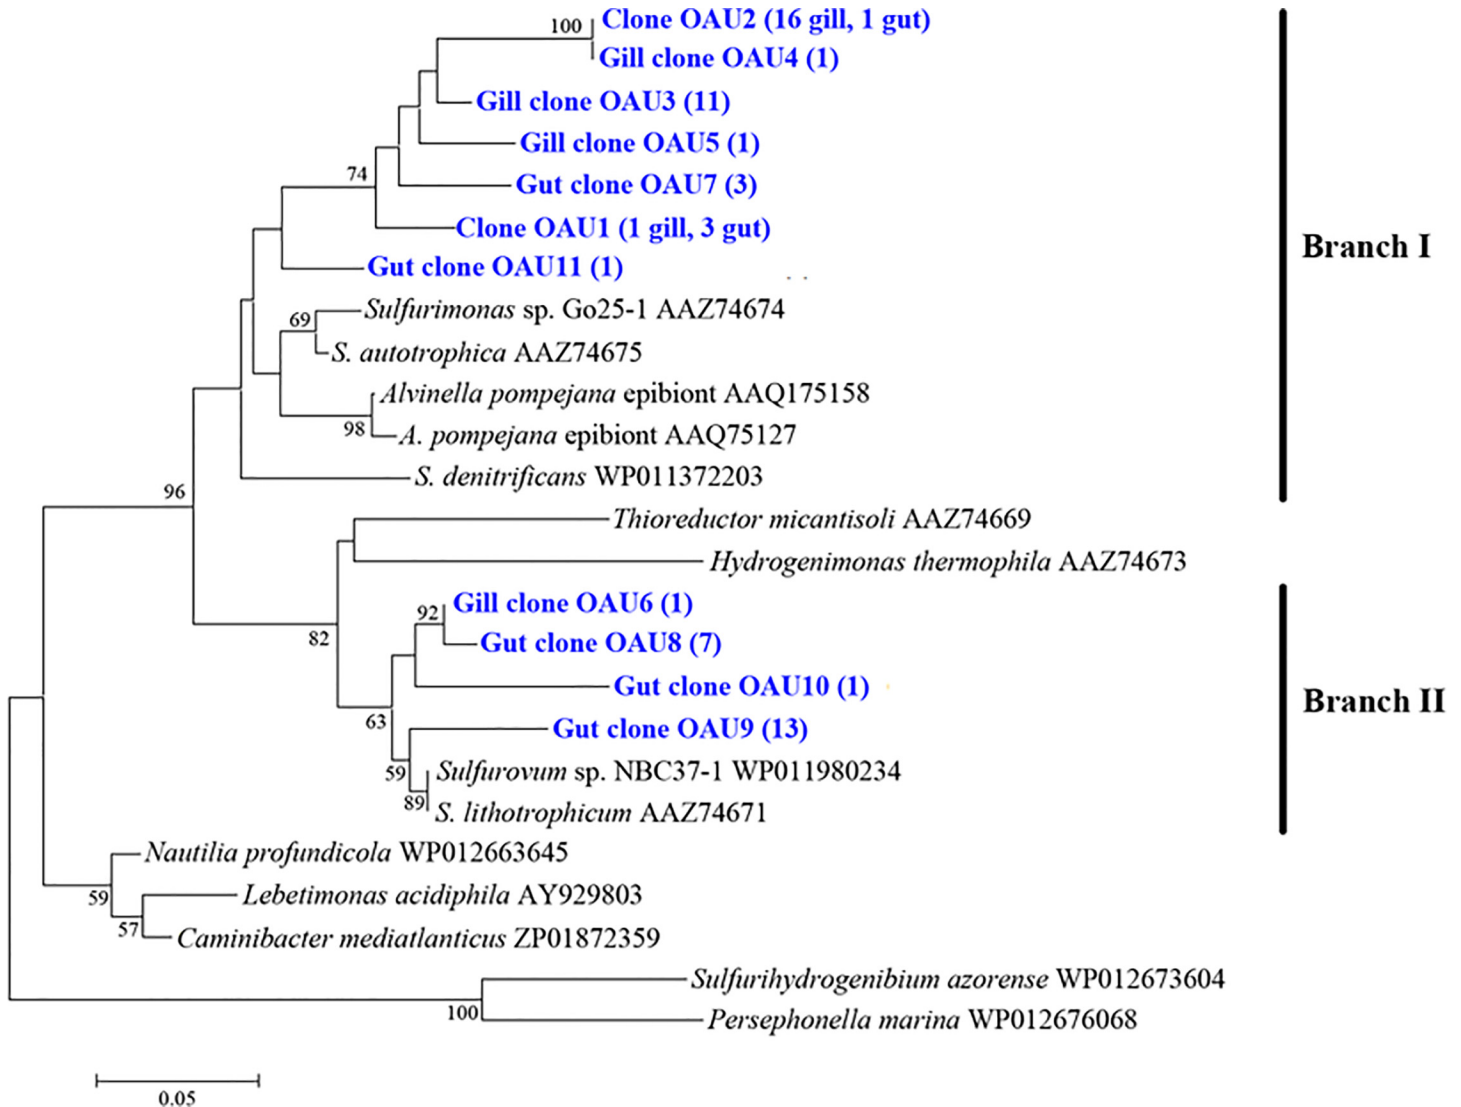 100
Clone OAU2 (16 gill, 1 gut)
Gill clone OAU4 (1)
Gill clone OAU3 (11)
Gill clone OAU5 (1)
74
Gut clone OAU7 (3)
Clone OAU1 (1 gill, 3 gut)
Branch I
Gut clone OAU11 (1)
Sulfurimonas sp. Go25-1 AAZ74674
69
S. autotrophica AAZ74675
Alvinella pompejana epibiont AAQ175158
98
A. pompejana epibiont AAQ75127
S. denitrificans WP011372203
96
Thioreductor micantisoli AAZ74669
Hydrogenimonas thermophila AAZ74673
Gill clone OAU6 (1)
92
82
Gut clone OAU8 (7)
Gut clone OAU10 (1)
Branch II
63
Gut clone OAU9 (13)
59
Sulfurovum sp. NBC37-1 WP011980234
89
S. lithotrophicum AAZ74671
Nautilia profundicola WP012663645
59
Lebetimonas acidiphila AY929803
57
Caminibacter mediatlanticus ZP01872359
Sulfurihydrogenibium azorense WP012673604
100
Persephonella marina WP012676068
0.05